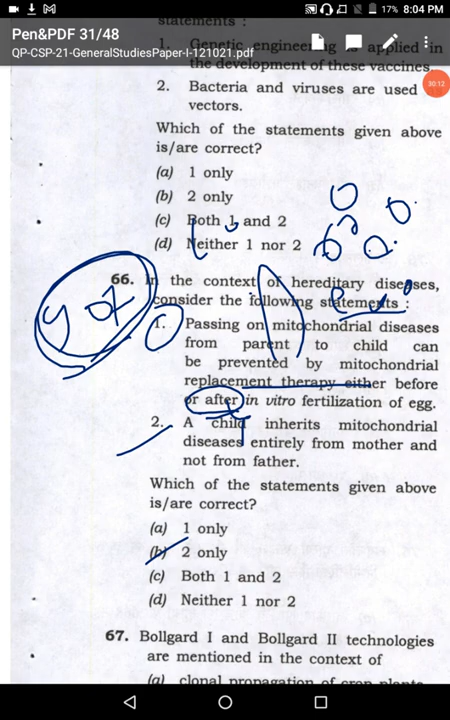 17% 8:04 PM
Pen&PDF 31/48
QP-CSP-21-GeneralStudiesPaper-I-121021.pdf
30:12
statements :
1. Genetic engineering is applied in
the development of these vaccines
2. Bacteria and viruses are used
vectors.
Which of the statements given above
is/are correct?
(a) 1 only
(b) 2 only
(c) Both 1 and 2
(d) Neither 1 nor 2
66. In the context of hereditary diseases,
consider the following statements :
1. Passing on mitochondrial diseases
from parent to child can
be prevented by mitochondrial
replacement therapy either before
or after in vitro fertilization of egg.
2. A child inherits mitochondrial
diseases entirely from mother and
not from father.
Which of the statements given above
is/are correct?
(a) 1 only
(b) 2 only
(c) Both 1 and 2
(d) Neither 1 nor 2
67. Bollgard I and Bollgard II technologies
are mentioned in the context of
(a) clonal propagation of crop plants